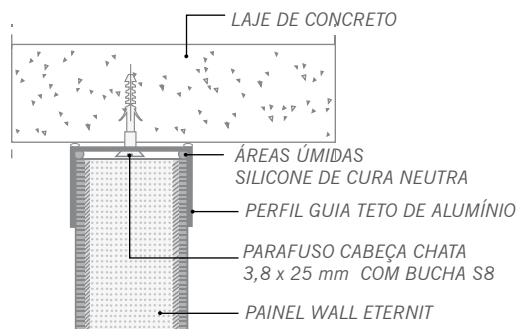 LAJE DE CONCRETO
ÁREAS ÚMIDAS
SILICONE DE CURA NEUTRA
PERFIL GUIA TETO DE ALUMÍNIO
PARAFUSO CABEÇA CHATA
3,8 x 25 mm COM BUCHA S8
PAINEL WALL ETERNIT